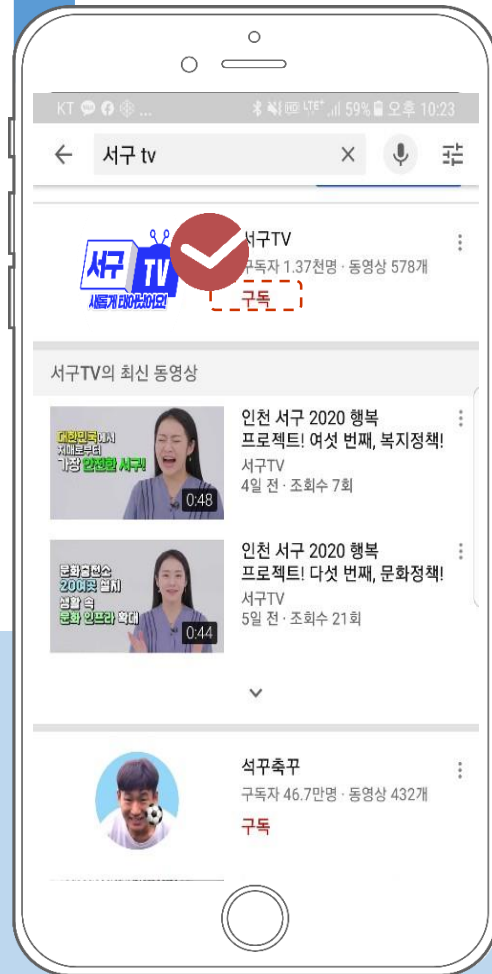 KT ... LTE+ 59% 오후 10:23
서구 tv
서구TV
서구 TV
새롭게 태어났어요!
구독자 1.37천명 · 동영상 578개
구독
서구TV의 최신 동영상
대한민국에서
치매로부터
가장 안전한 서구!
0:48
인천 서구 2020 행복
프로젝트! 여섯 번째, 복지정책!
서구TV
4일 전 · 조회수 7회
문화충전소
20여곳 설치
생활 속
문화 인프라 확대
0:44
인천 서구 2020 행복
프로젝트! 다섯 번째, 문화정책!
서구TV
5일 전 · 조회수 21회
석꾸축꾸
구독자 46.7만명 · 동영상 432개
구독